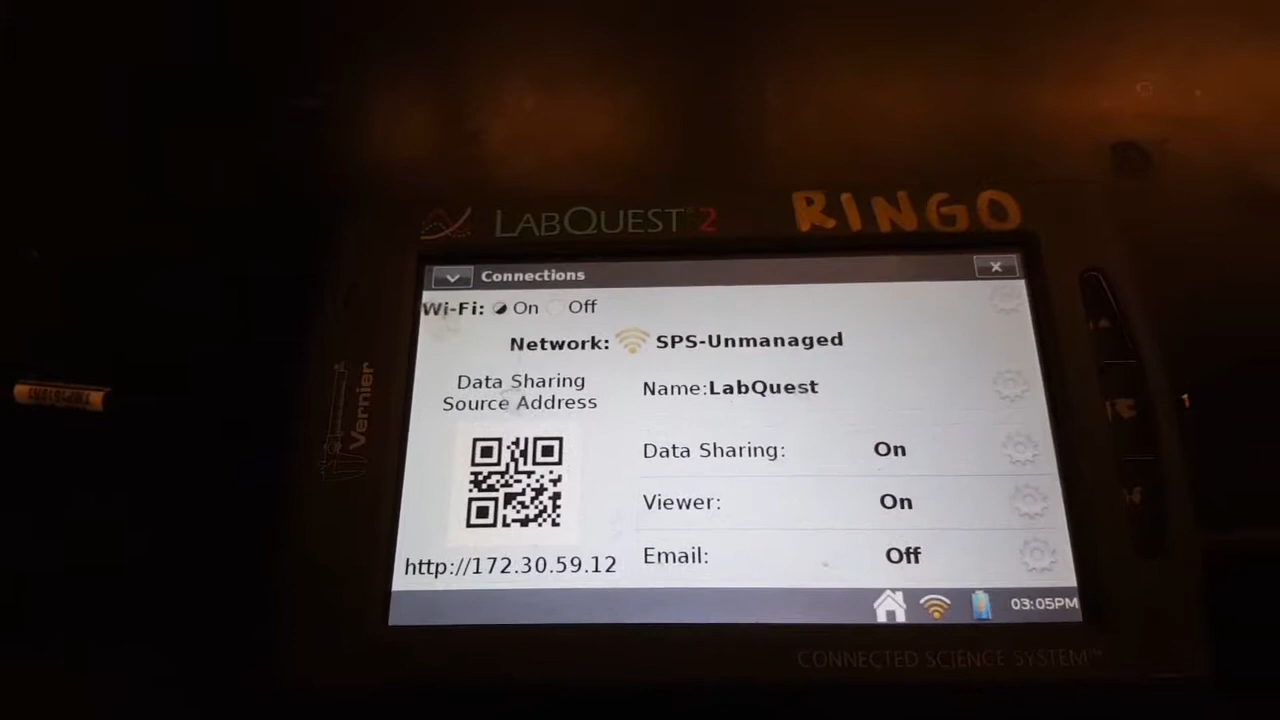 LABQUEST 2
RINGO
Connections
Wi-Fi: On Off
Network: SPS-Unmanaged
Data Sharing
Source Address
Name:LabQuest
Data Sharing: On
Viewer: On
http://172.30.59.12
Email: Off
03:05PM
Vernier
CONNECTED SCIENCE SYSTEM™